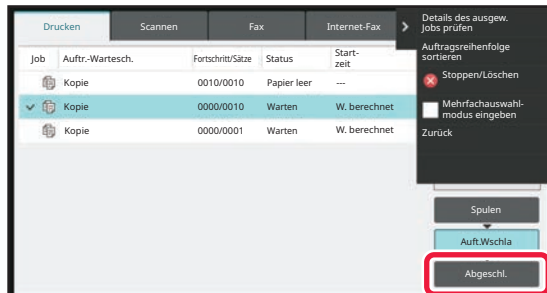 Drucken Scannen Fax Internet-Fax
Job Auftr.-Wartesch. Fortschritt/Sätze Status Start-
zeit
Kopie 0010/0010 Papier leer ---
Kopie 0000/0010 Warten W. berechnet
Kopie 0000/0001 Warten W. berechnet
Details des ausgew.
Jobs prüfen
Auftragsreihenfolge
sortieren
Stoppen/Löschen
Mehrfachauswahl-
modus eingeben
Zurück
Spulen
Auft.Wschla
Abgeschl.